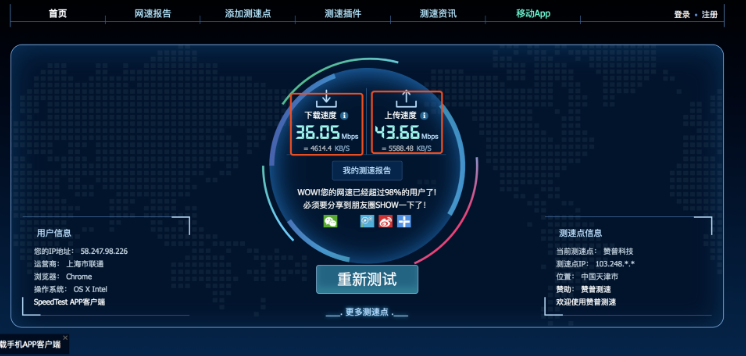 首页 网速报告 添加测速点 测速插件 测速资讯 移动App 登录 • 注册
下载速度 上传速度
36.05 Mbps 43.66 Mbps
= 4614.4 KB/S = 5588.48 KB/S
我的测速报告
WOW!您的网速已经超过98%的用户了!
必须要分享到朋友圈SHOW一下了!
用户信息
您的IP地址: 58.247.98.226
运营商: 上海市联通
浏览器: Chrome
操作系统: OS X Intel
SpeedTest APP客户端
测速点信息
当前测速点: 赞普科技
测速点IP: 103.248.*.*
位置: 中国天津市
赞助: 赞普测速
欢迎使用赞普测速
重新测试
更多测速点
载手机APP客户端